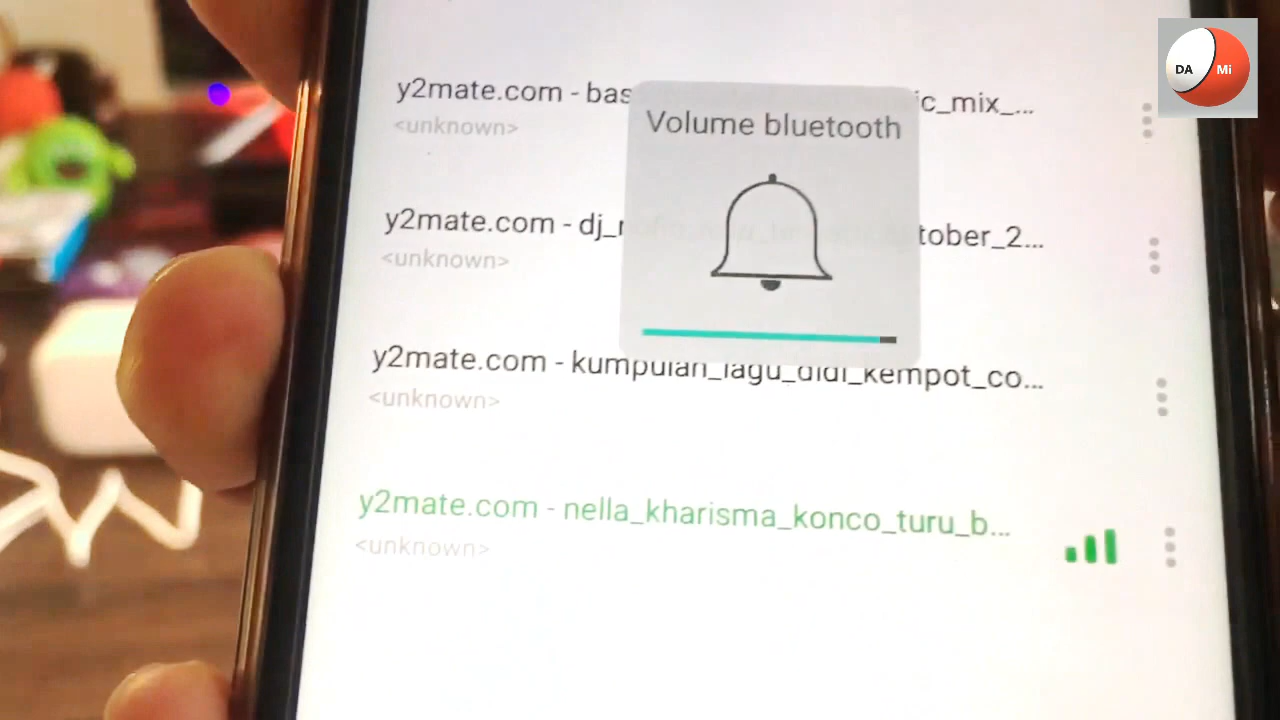 DA Mi
y2mate.com - bas
ic_mix_...
<unknown>
Volume bluetooth
y2mate.com - dj_
tober_2...
<unknown>
y2mate.com - kumpulan_lagu_didi_kempot_co...
<unknown>
y2mate.com - nella_kharisma_konco_turu_b...
<unknown>